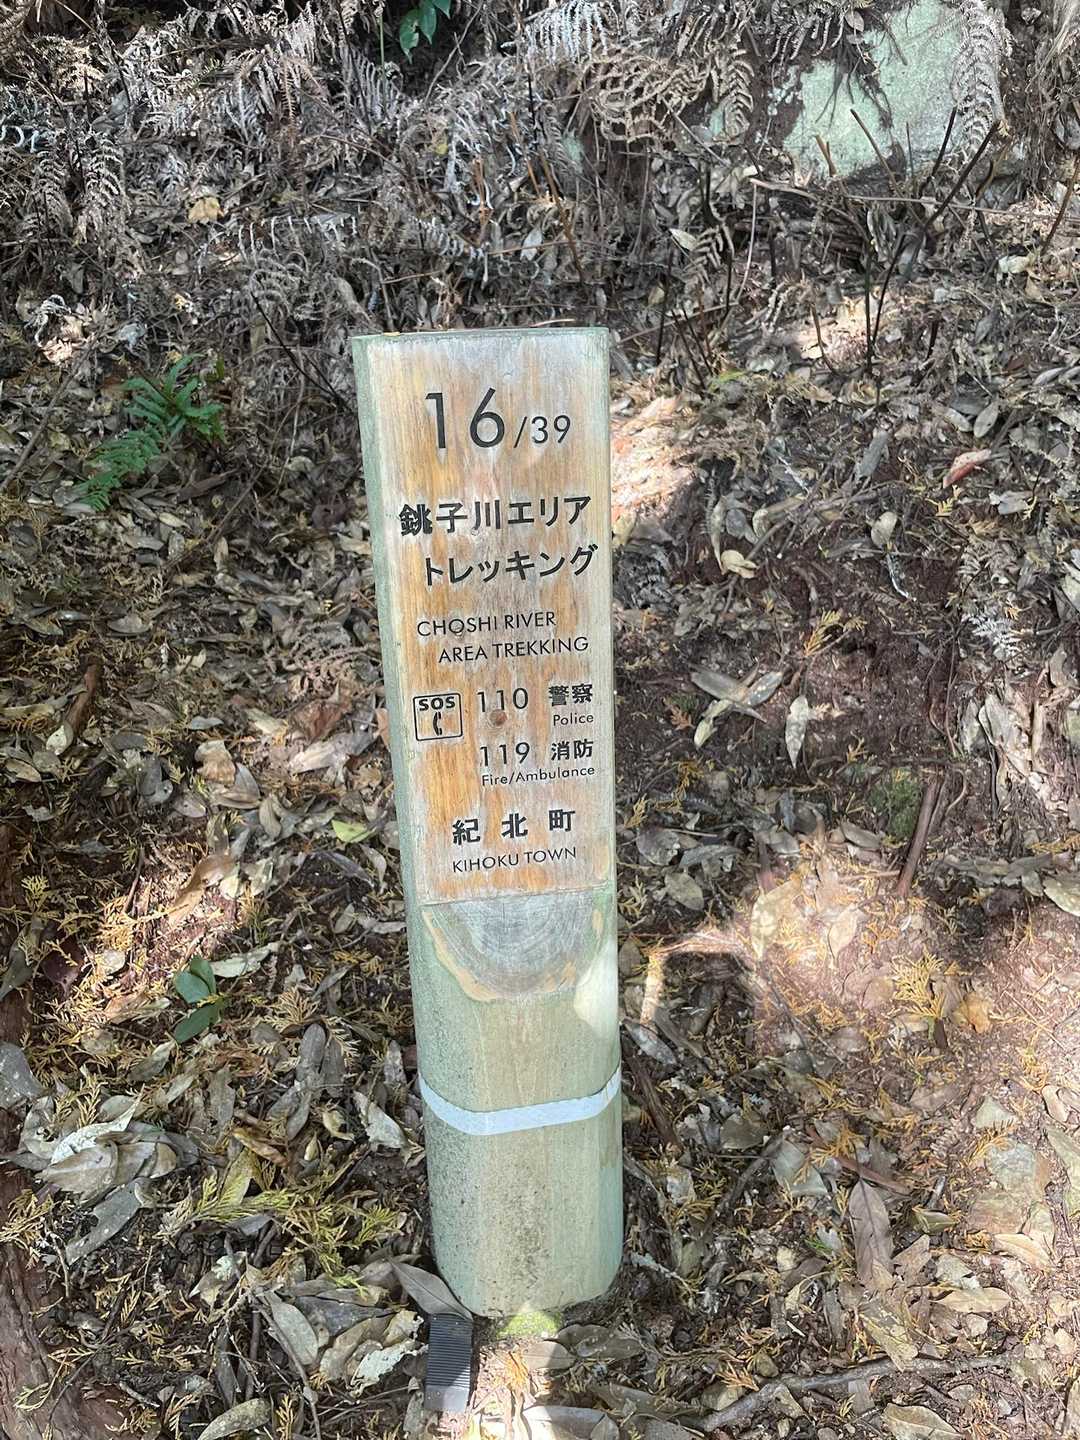 16/39
銚子川エリア
トレッキング
CHOSHI RIVER
AREA TREKKING
SOS 110 警察
Police
119 消防
Fire/Ambulance
紀北町
KIHOKU TOWN